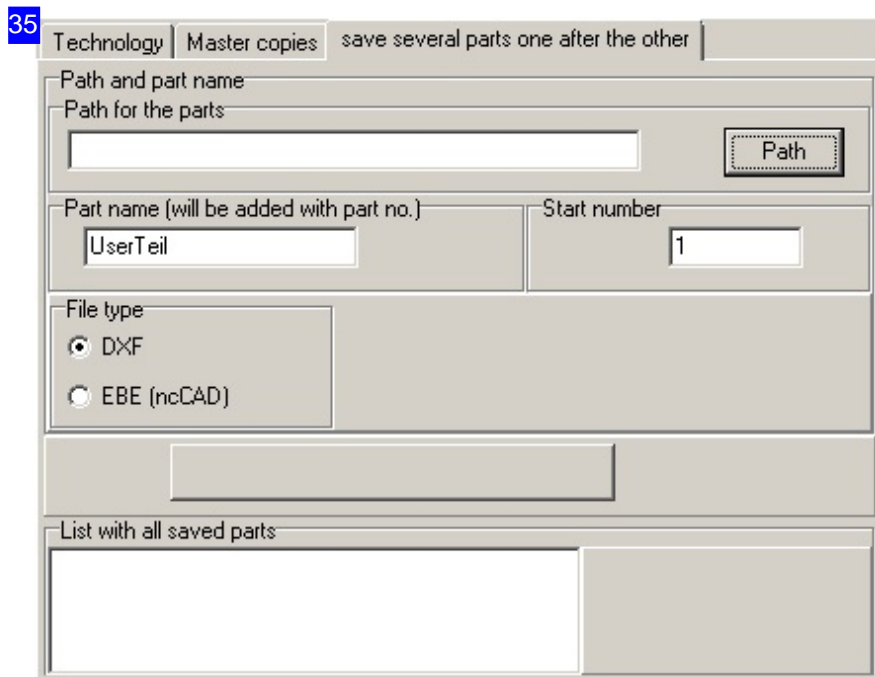 35
Technology
Master copies
save several parts one after the other
Path and part name
Path for the parts
Path
Part name (will be added with part no.)
Start number
UserTeil
1
File type
DXF
EBE (ncCAD)
List with all saved parts